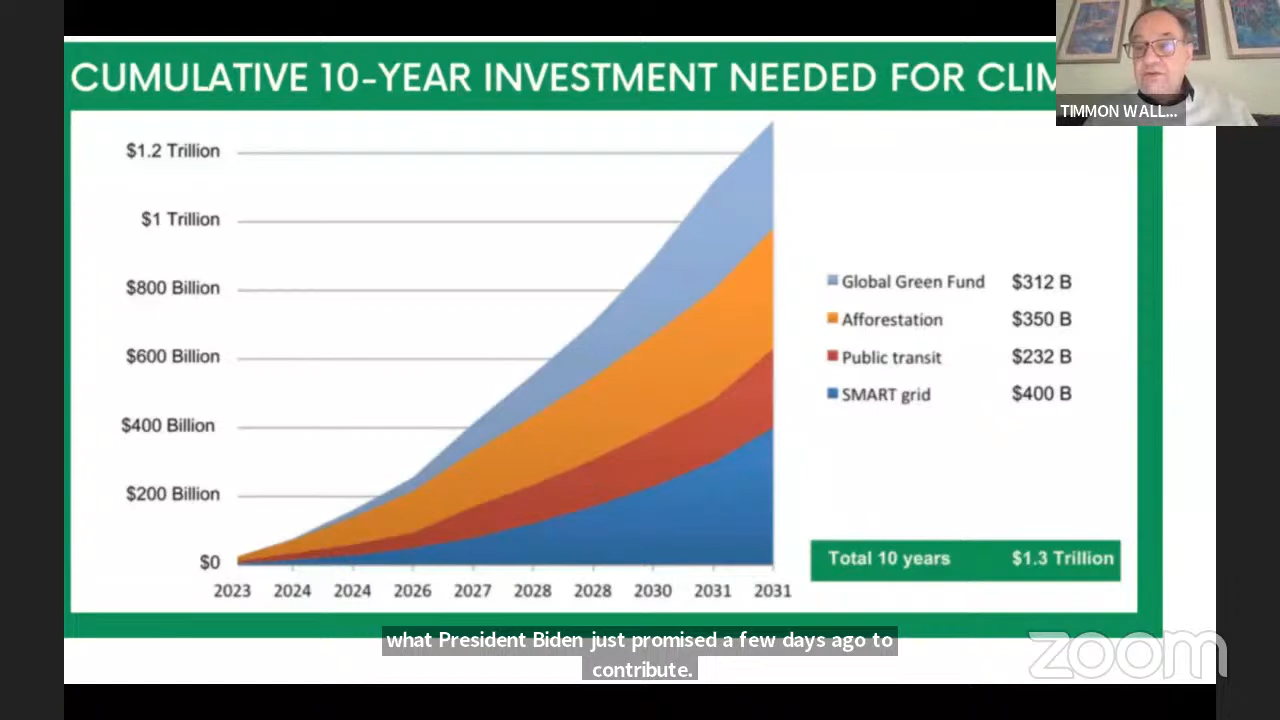 CUMULATIVE 10-YEAR INVESTMENT NEEDED FOR CLIM
TIMMON WALL...
$1.2 Trillion
$1 Trillion
$800 Billion
$600 Billion
$400 Billion
$200 Billion
$0
2023 2024 2024 2026 2027 2028 2028 2030 2031 2031
Global Green Fund $312 B
Afforestation $350 B
Public transit $232 B
SMART grid $400 B
Total 10 years $1.3 Trillion
what President Biden just promised a few days ago to
contribute.
zoom